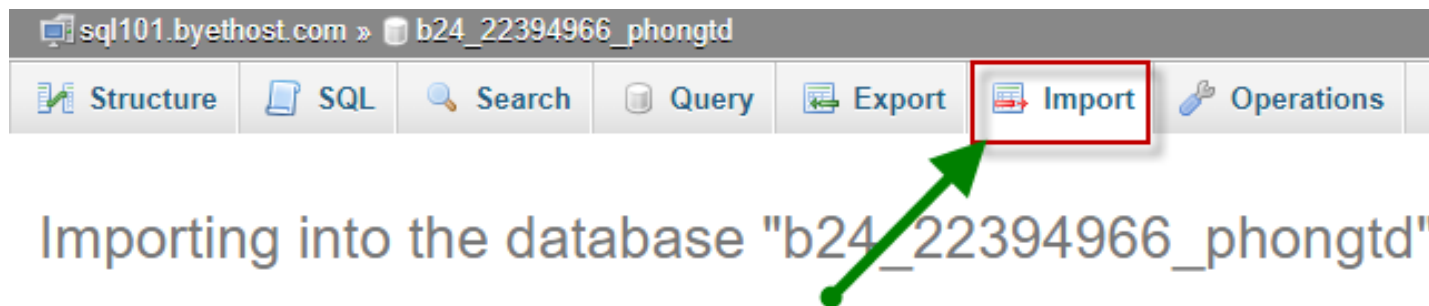 sql101.byethost.com » b24_22394966_phongtd
Structure SQL Search Query Export Import Operations
Importing into the database "b24_22394966_phongtd"